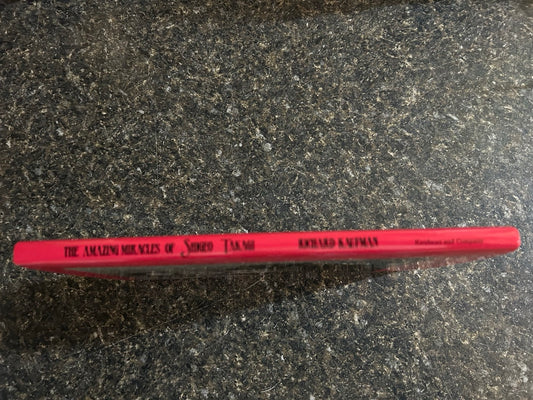 THE AMAZING MIRACLES OF SHIGEO TAKAGI RICHARD KAUFMAN Kaufman and Company